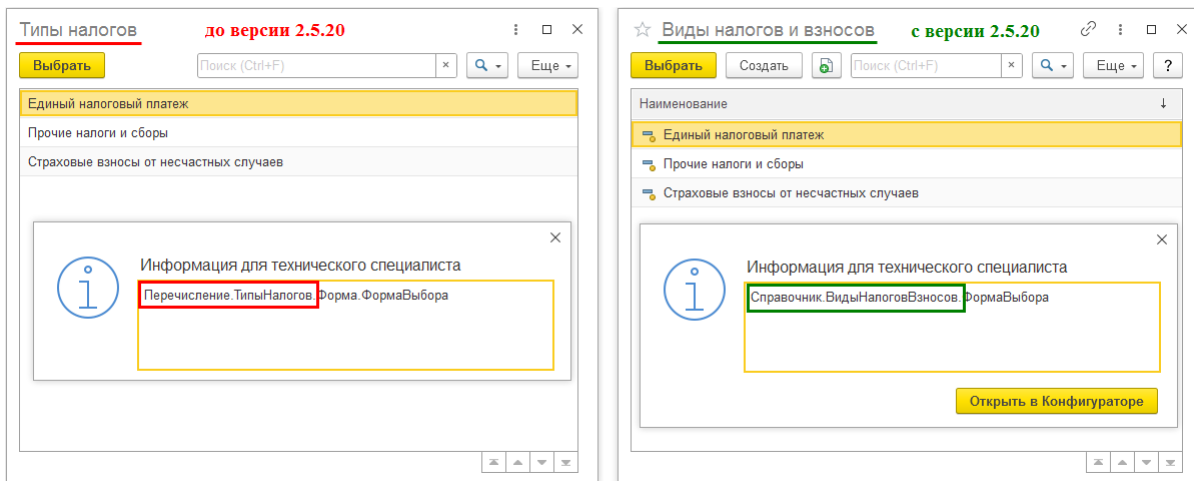 Типы налогов
до версии 2.5.20
Выбрать
Поиск (Ctrl+F)
×
Еще
Единый налоговый платеж
Прочие налоги и сборы
Страховые взносы от несчастных случаев
Информация для технического специалиста
Перечисление.ТипыНалогов.Форма.ФормаВыбора
Виды налогов и взносов
с версии 2.5.20
Выбрать
Создать
Поиск (Ctrl+F)
×
Еще
?
Наименование
Единый налоговый платеж
Прочие налоги и сборы
Страховые взносы от несчастных случаев
Информация для технического специалиста
Справочник.ВидыНалоговВзносов.ФормаВыбора
Открыть в Конфигураторе